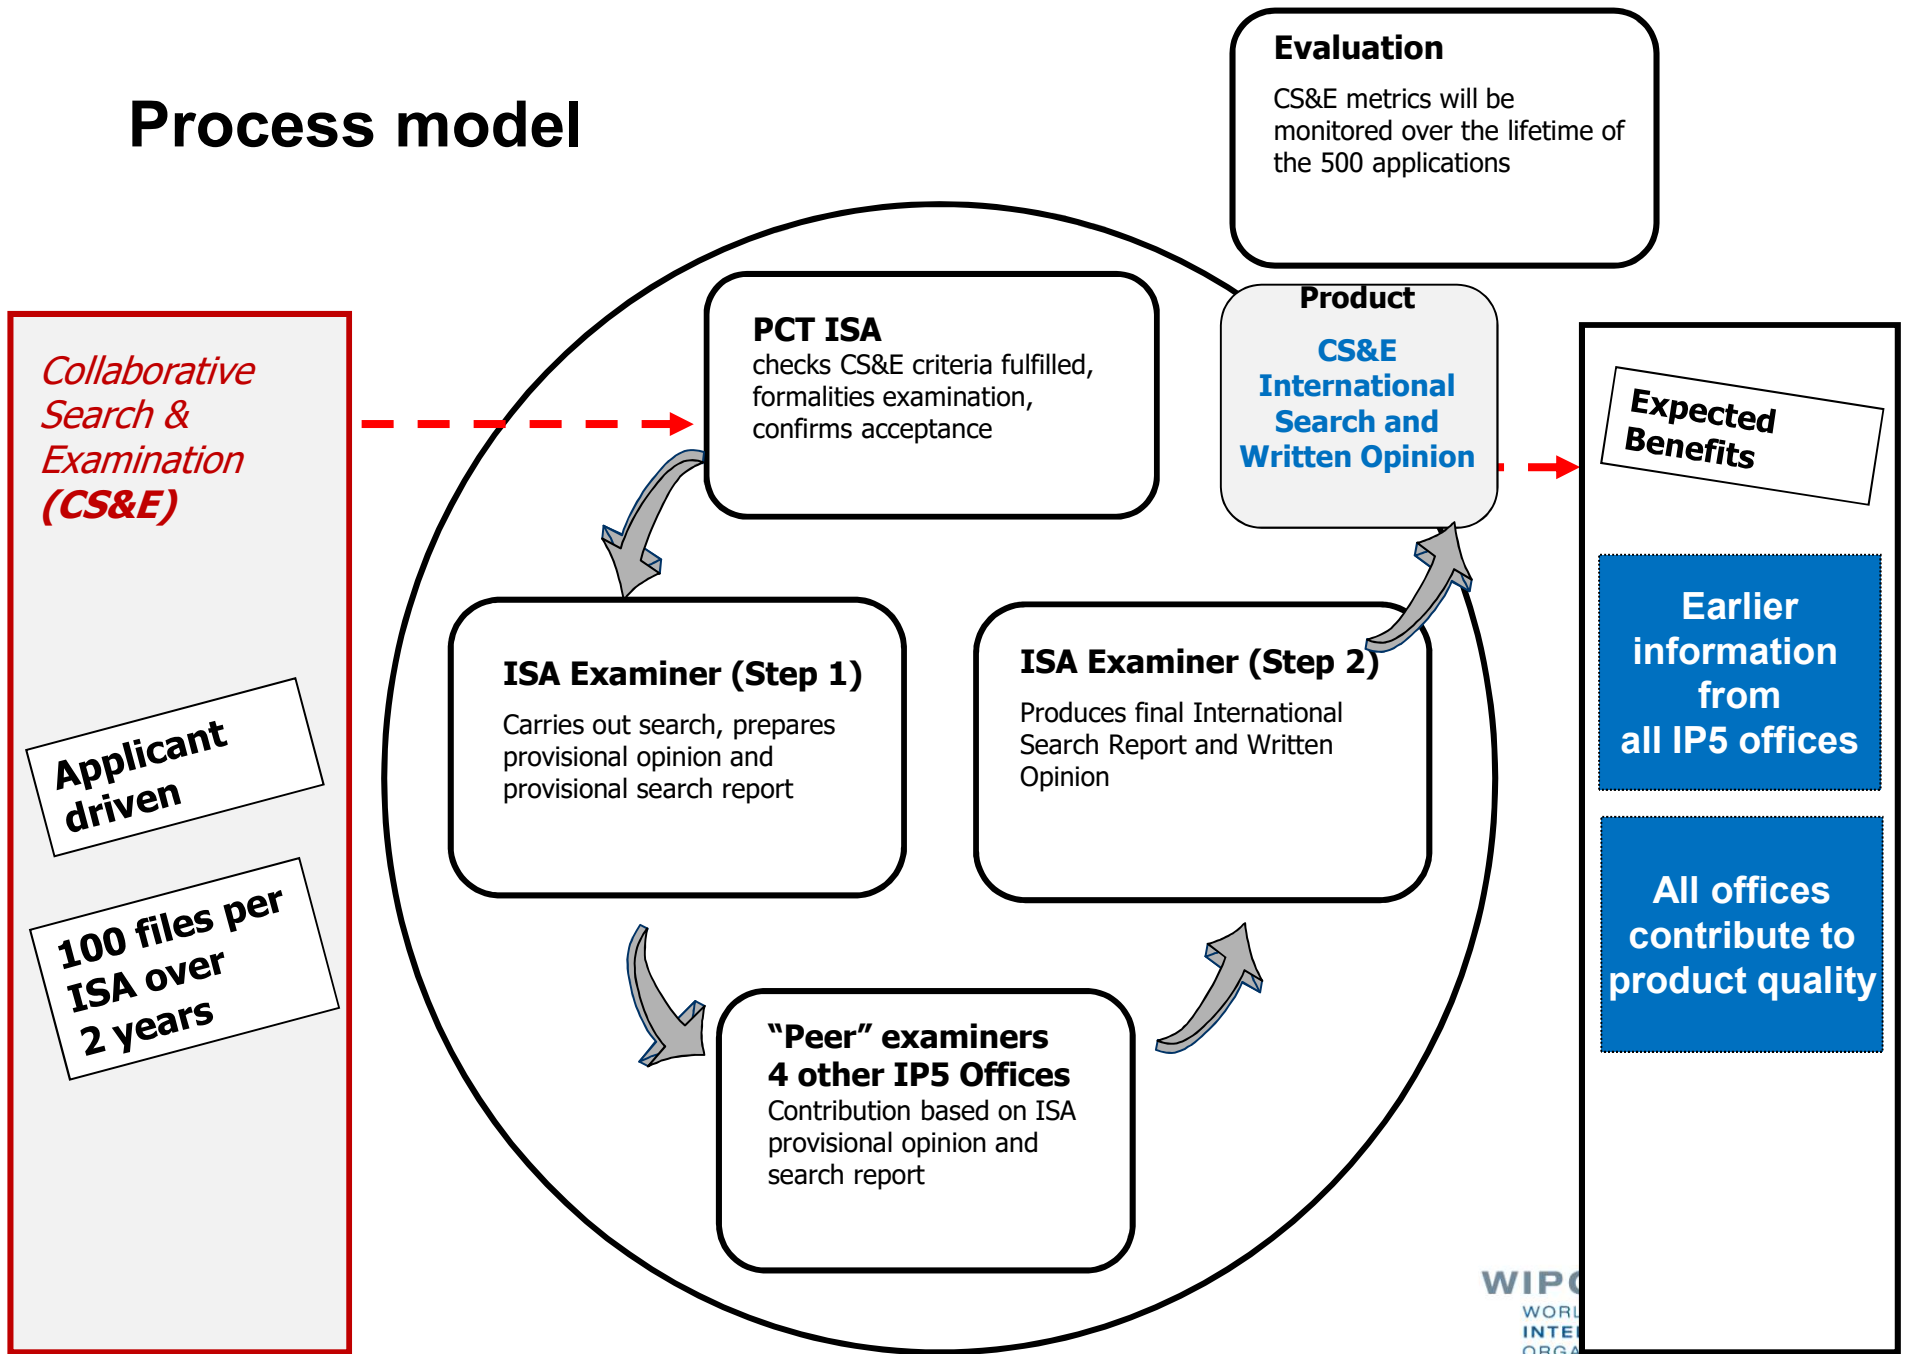 Process model
Evaluation
CS&E metrics will be
monitored over the lifetime of
the 500 applications
Collaborative
Search &
Examination
(CS&E)
Applicant
driven
100 files per
ISA over
2 years
PCT ISA
checks CS&E criteria fulfilled,
formalities examination,
confirms acceptance
ISA Examiner (Step 1)
Carries out search, prepares
provisional opinion and
provisional search report
“Peer” examiners
4 other IP5 Offices
Contribution based on ISA
provisional opinion and
search report
ISA Examiner (Step 2)
Produces final International
Search Report and Written
Opinion
Product
CS&E
International
Search and
Written Opinion
Expected
Benefits
Earlier
information
from
all IP5 offices
All offices
contribute to
product quality